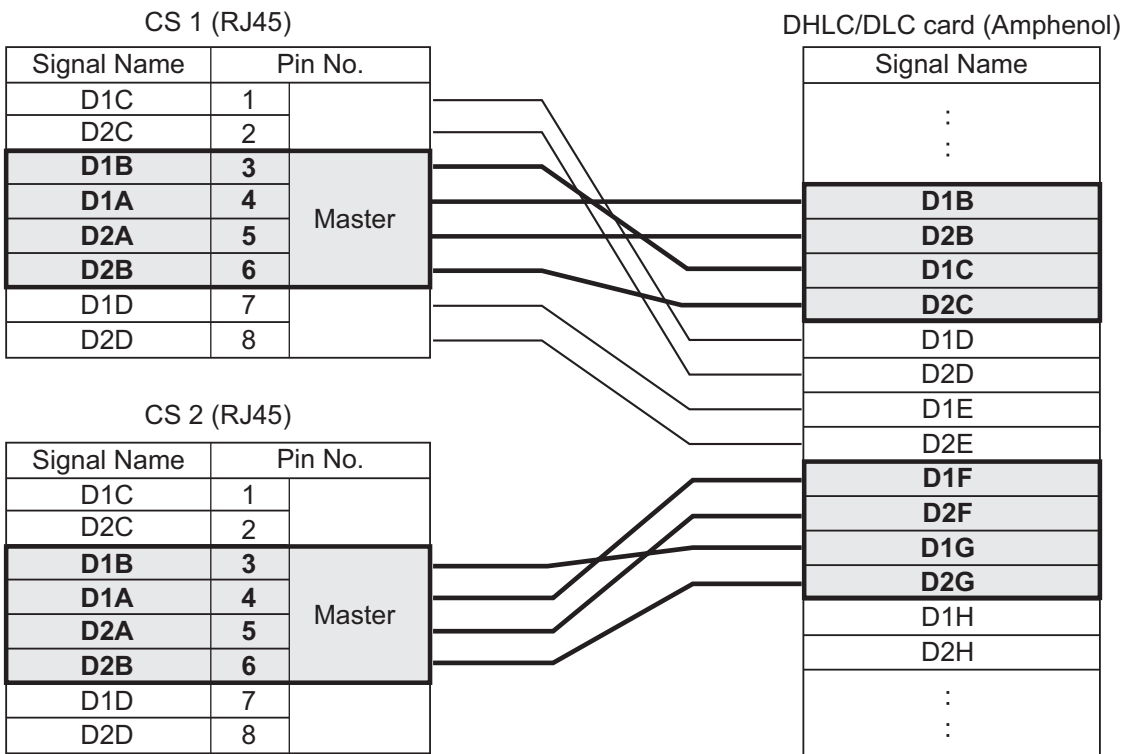 CS 1 (RJ45)
Signal Name Pin No.
D1C 1
D2C 2
D1B 3
D1A 4
Master
D2A 5
D2B 6
D1D 7
D2D 8
CS 2 (RJ45)
Signal Name Pin No.
D1C 1
D2C 2
D1B 3
D1A 4
Master
D2A 5
D2B 6
D1D 7
D2D 8
DHLC/DLC card (Amphenol)
Signal Name
:
:
D1B
D2B
D1C
D2C
D1D
D2D
D1E
D2E
D1F
D2F
D1G
D2G
D1H
D2H
:
: